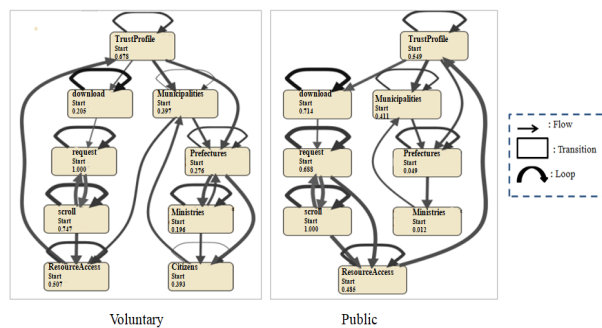 TrustProfile
Start
0.678
download
Start
0.205
Municipalities
Start
0.397
request
Start
1.000
Prefectures
Start
0.276
scroll
Start
0.747
Ministries
Start
0.196
ResourceAccess
Start
0.507
Citizens
Start
0.393
Voluntary
TrustProfile
Start
0.549
download
Start
0.714
Municipalities
Start
0.411
request
Start
0.688
Prefectures
Start
0.049
scroll
Start
1.000
Ministries
Start
0.012
ResourceAccess
Start
0.485
Public
: Flow
: Transition
: Loop